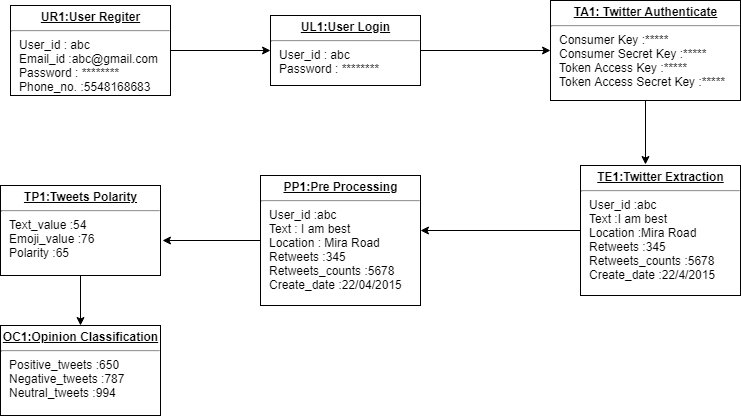 UR1:User Regiter
User_id : abc
Email_id :abc@gmail.com
Password : ********
Phone_no. :5548168683
UL1:User Login
User_id : abc
Password : ********
TA1: Twitter Authenticate
Consumer Key :*****
Consumer Secret Key :*****
Token Access Key :*****
Token Access Secret Key :*****
TE1:Twitter Extraction
User_id :abc
Text :I am best
Location :Mira Road
Retweets :345
Retweets_counts :5678
Create_date :22/4/2015
PP1:Pre Processing
User_id :abc
Text : I am best
Location : Mira Road
Retweets :345
Retweets_counts :5678
Create_date :22/04/2015
TP1:Tweets Polarity
Text_value :54
Emoji_value :76
Polarity :65
OC1:Opinion Classification
Positive_tweets :650
Negative_tweets :787
Neutral_tweets :994